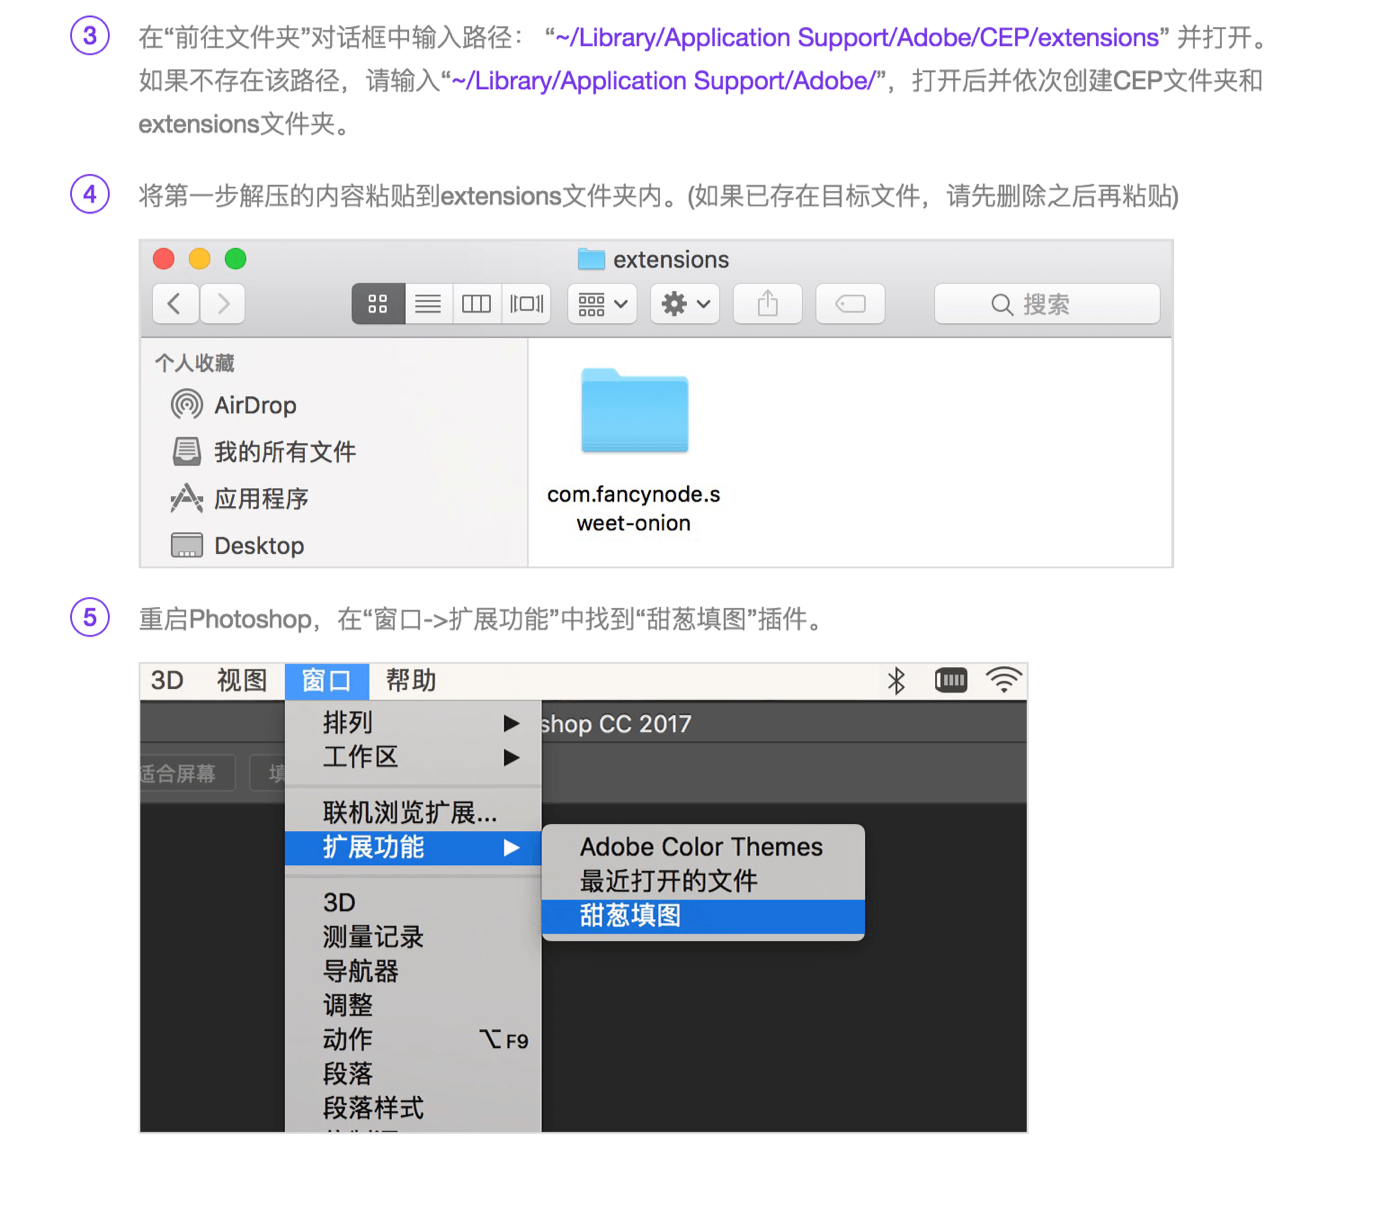 3
在“前往文件夹”对话框中输入路径： “~/Library/Application Support/Adobe/CEP/extensions” 并打开。
如果不存在该路径，请输入“~/Library/Application Support/Adobe/”，打开后并依次创建CEP文件夹和
extensions文件夹。
4
将第一步解压的内容粘贴到extensions文件夹内。(如果已存在目标文件，请先删除之后再粘贴)
extensions
搜索
个人收藏
AirDrop
我的所有文件
应用程序
Desktop
com.fancynode.s
weet-onion
5
重启Photoshop，在“窗口->扩展功能”中找到“甜葱填图”插件。
3D 视图 窗口 帮助
排列
shop CC 2017
工作区
适合屏幕 填
联机浏览扩展...
扩展功能
Adobe Color Themes
最近打开的文件
甜葱填图
3D
测量记录
导航器
调整
动作 ⌥F9
段落
段落样式